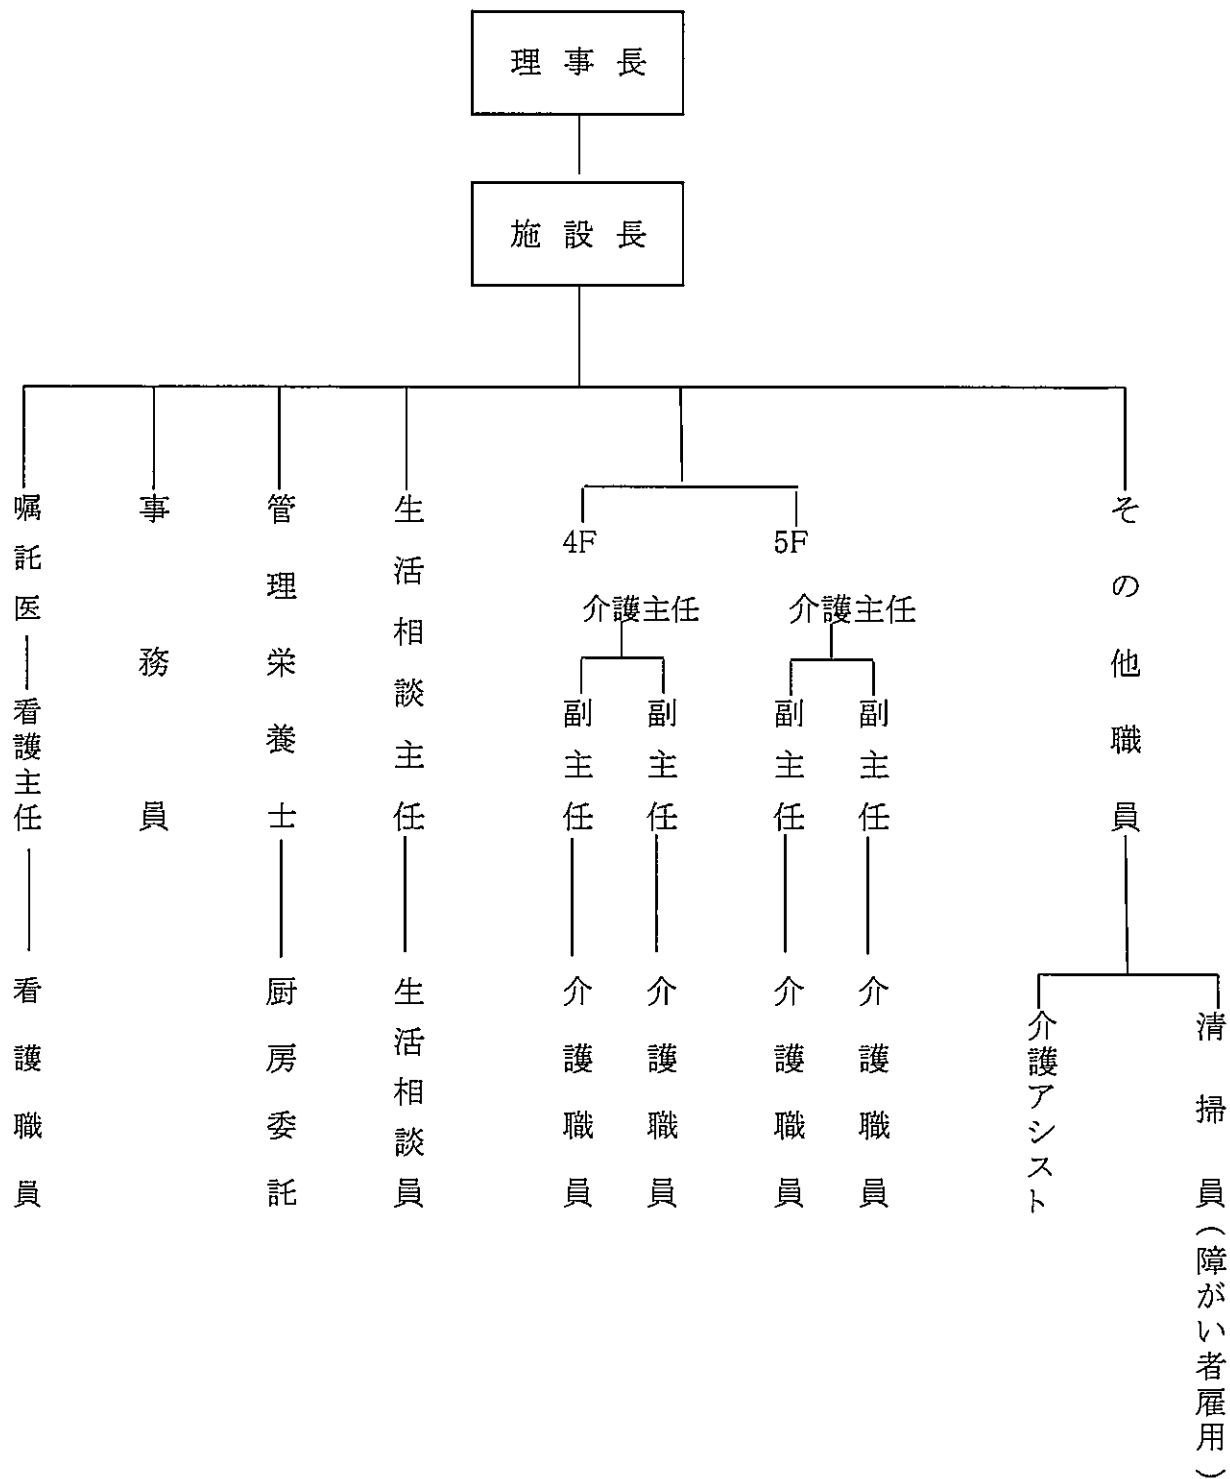 理事長
施設長
嘱託医
看護主任
看護職員
事務員
管理栄養士
厨房委託
生活相談主任
生活相談員
4F
介護主任
副主任
介護職員
副主任
介護職員
5F
介護主任
副主任
介護職員
副主任
介護職員
その他職員
介護アシスト
清掃員(障がい者雇用)